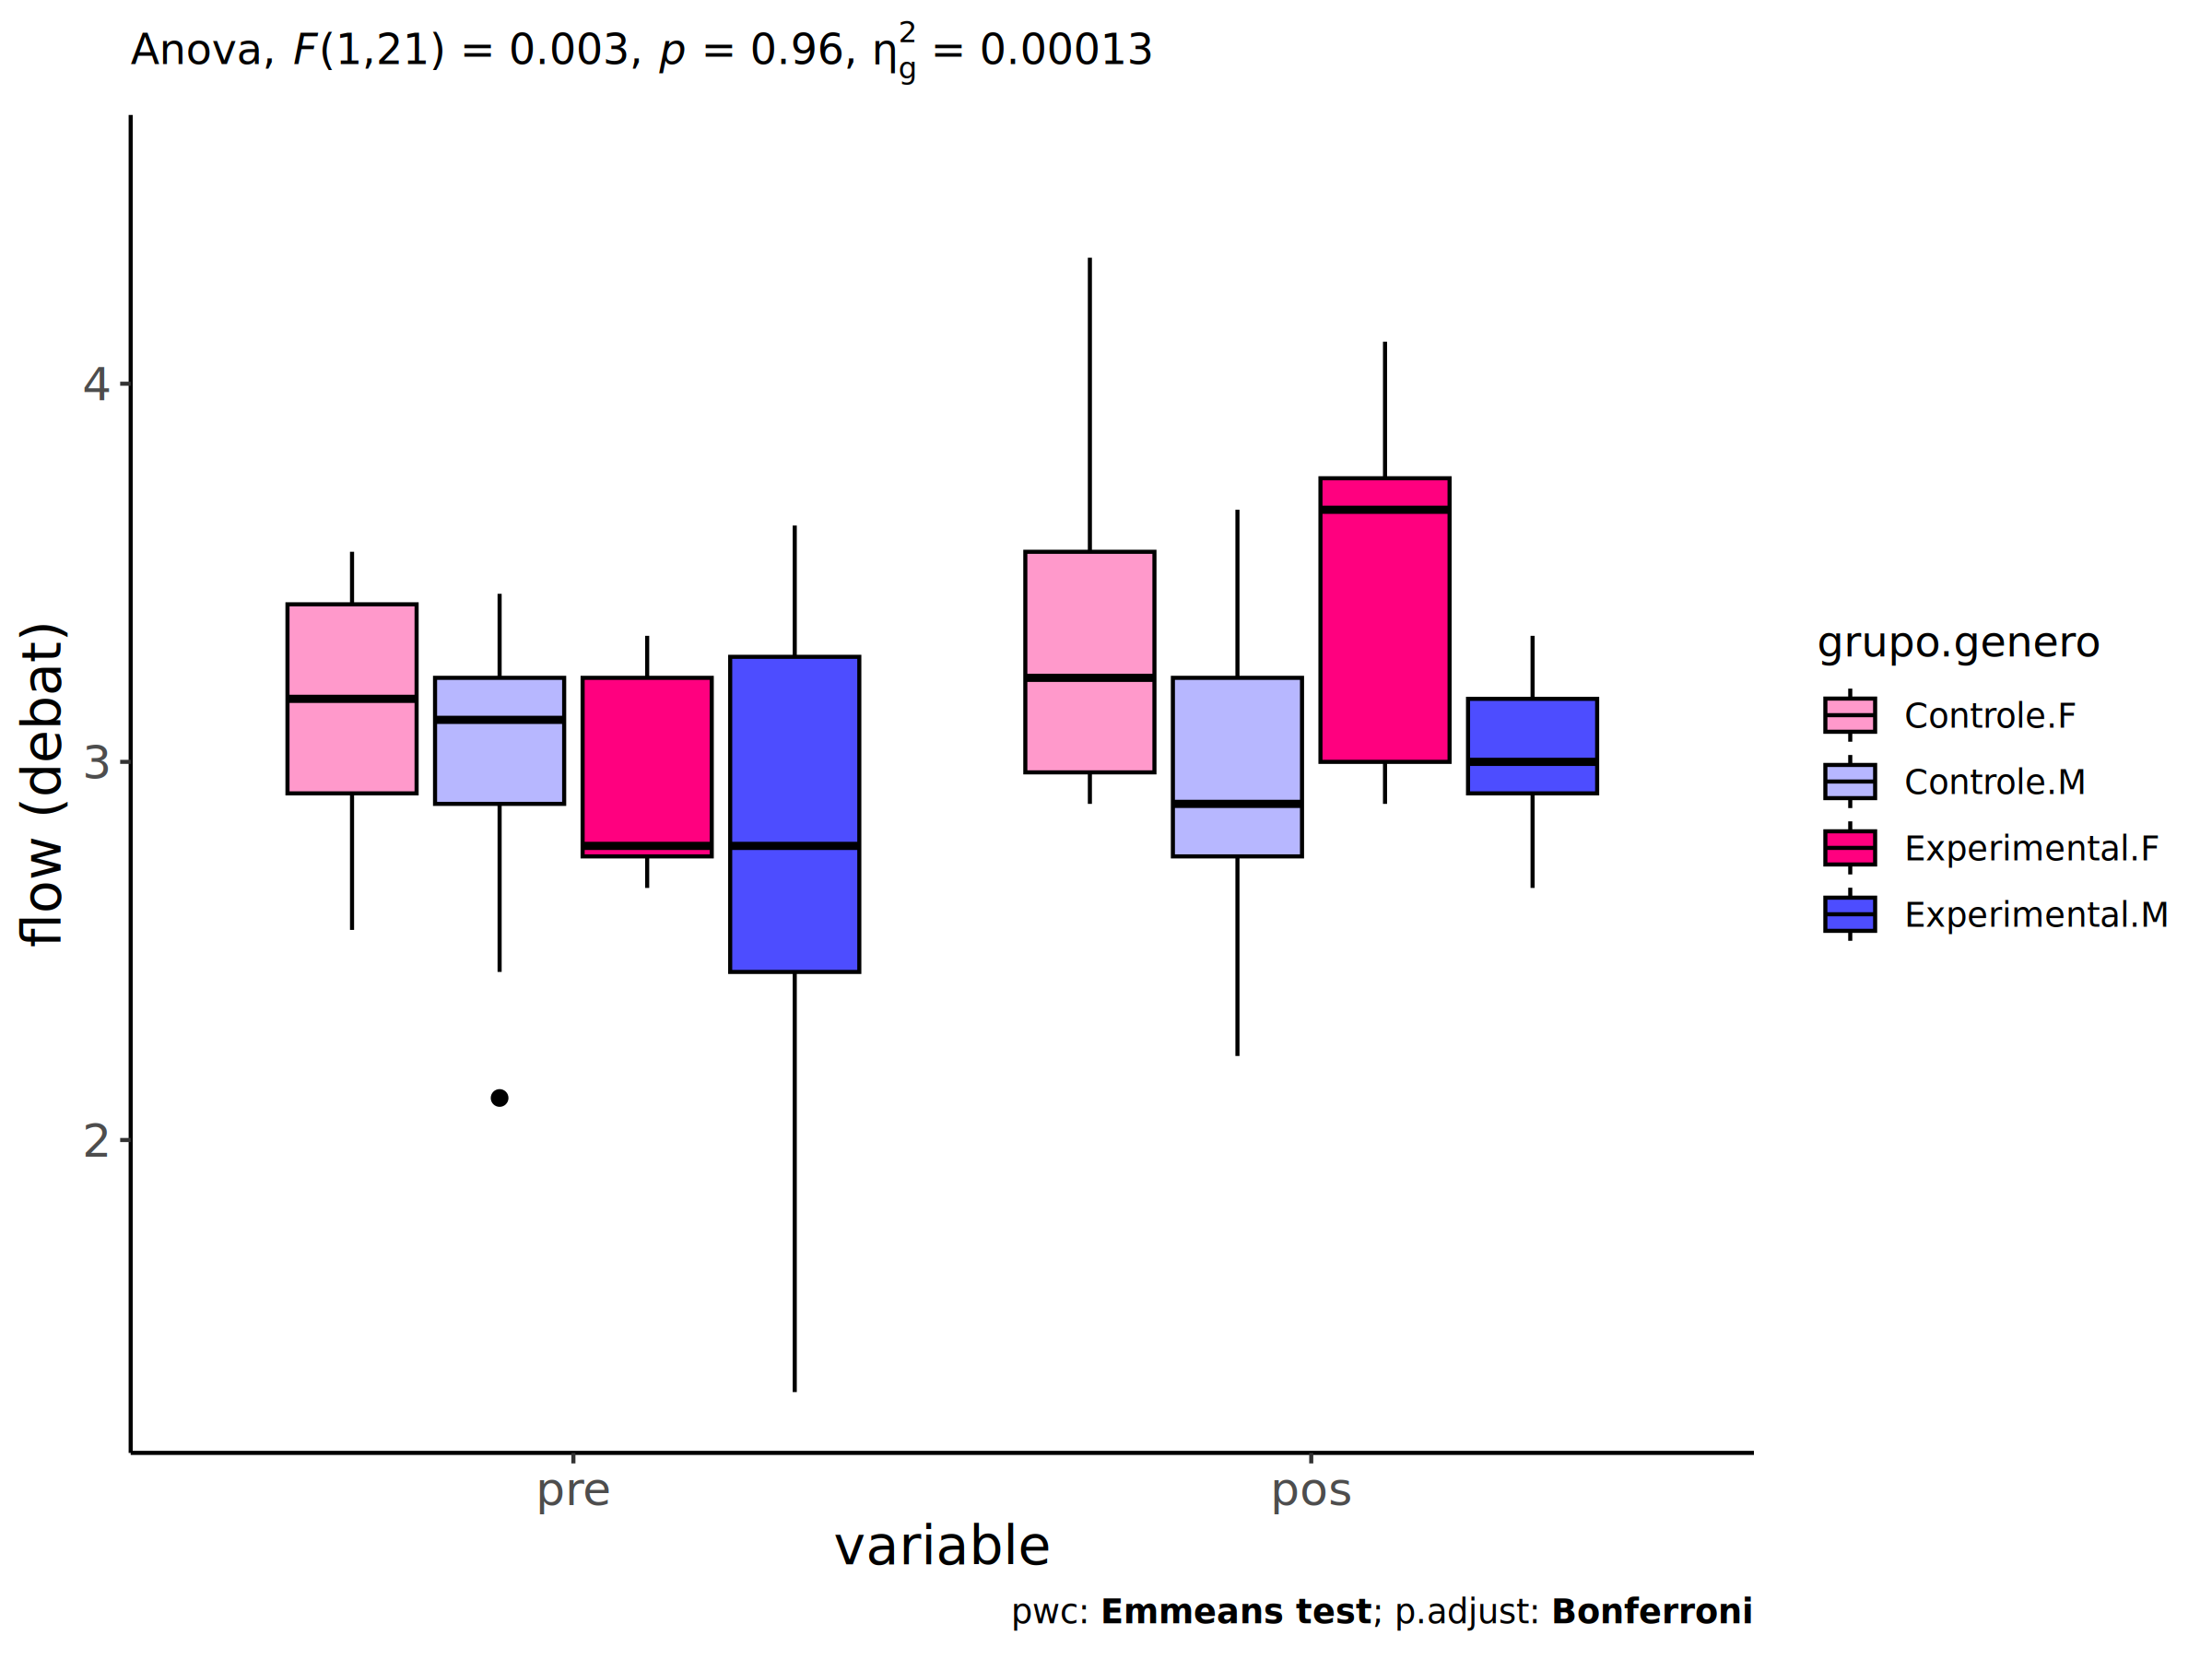 Anova, F(1,21) = 0.003, p = 0.96, η²g = 0.00013
flow (debat)
4
3
2
pre
pos
variable
grupo.genero
Controle.F
Controle.M
Experimental.F
Experimental.M
pwc: Emmeans test; p.adjust: Bonferroni